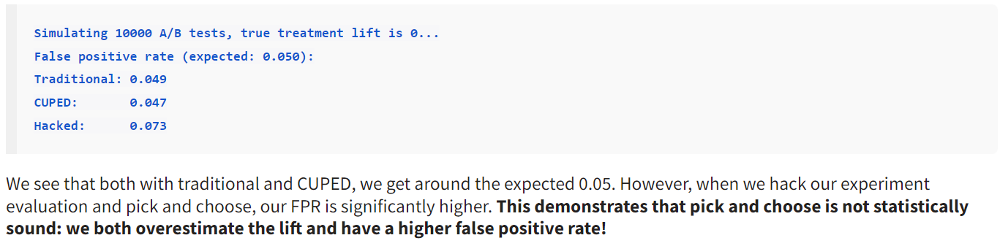 Simulating 10000 A/B tests, true treatment lift is 0...
False positive rate (expected: 0.050):
Traditional: 0.049
CUPED:       0.047
Hacked:      0.073
We see that both with traditional and CUPED, we get around the expected 0.05. However, when we hack our experiment
evaluation and pick and choose, our FPR is significantly higher. This demonstrates that pick and choose is not statistically
sound: we both overestimate the lift and have a higher false positive rate!